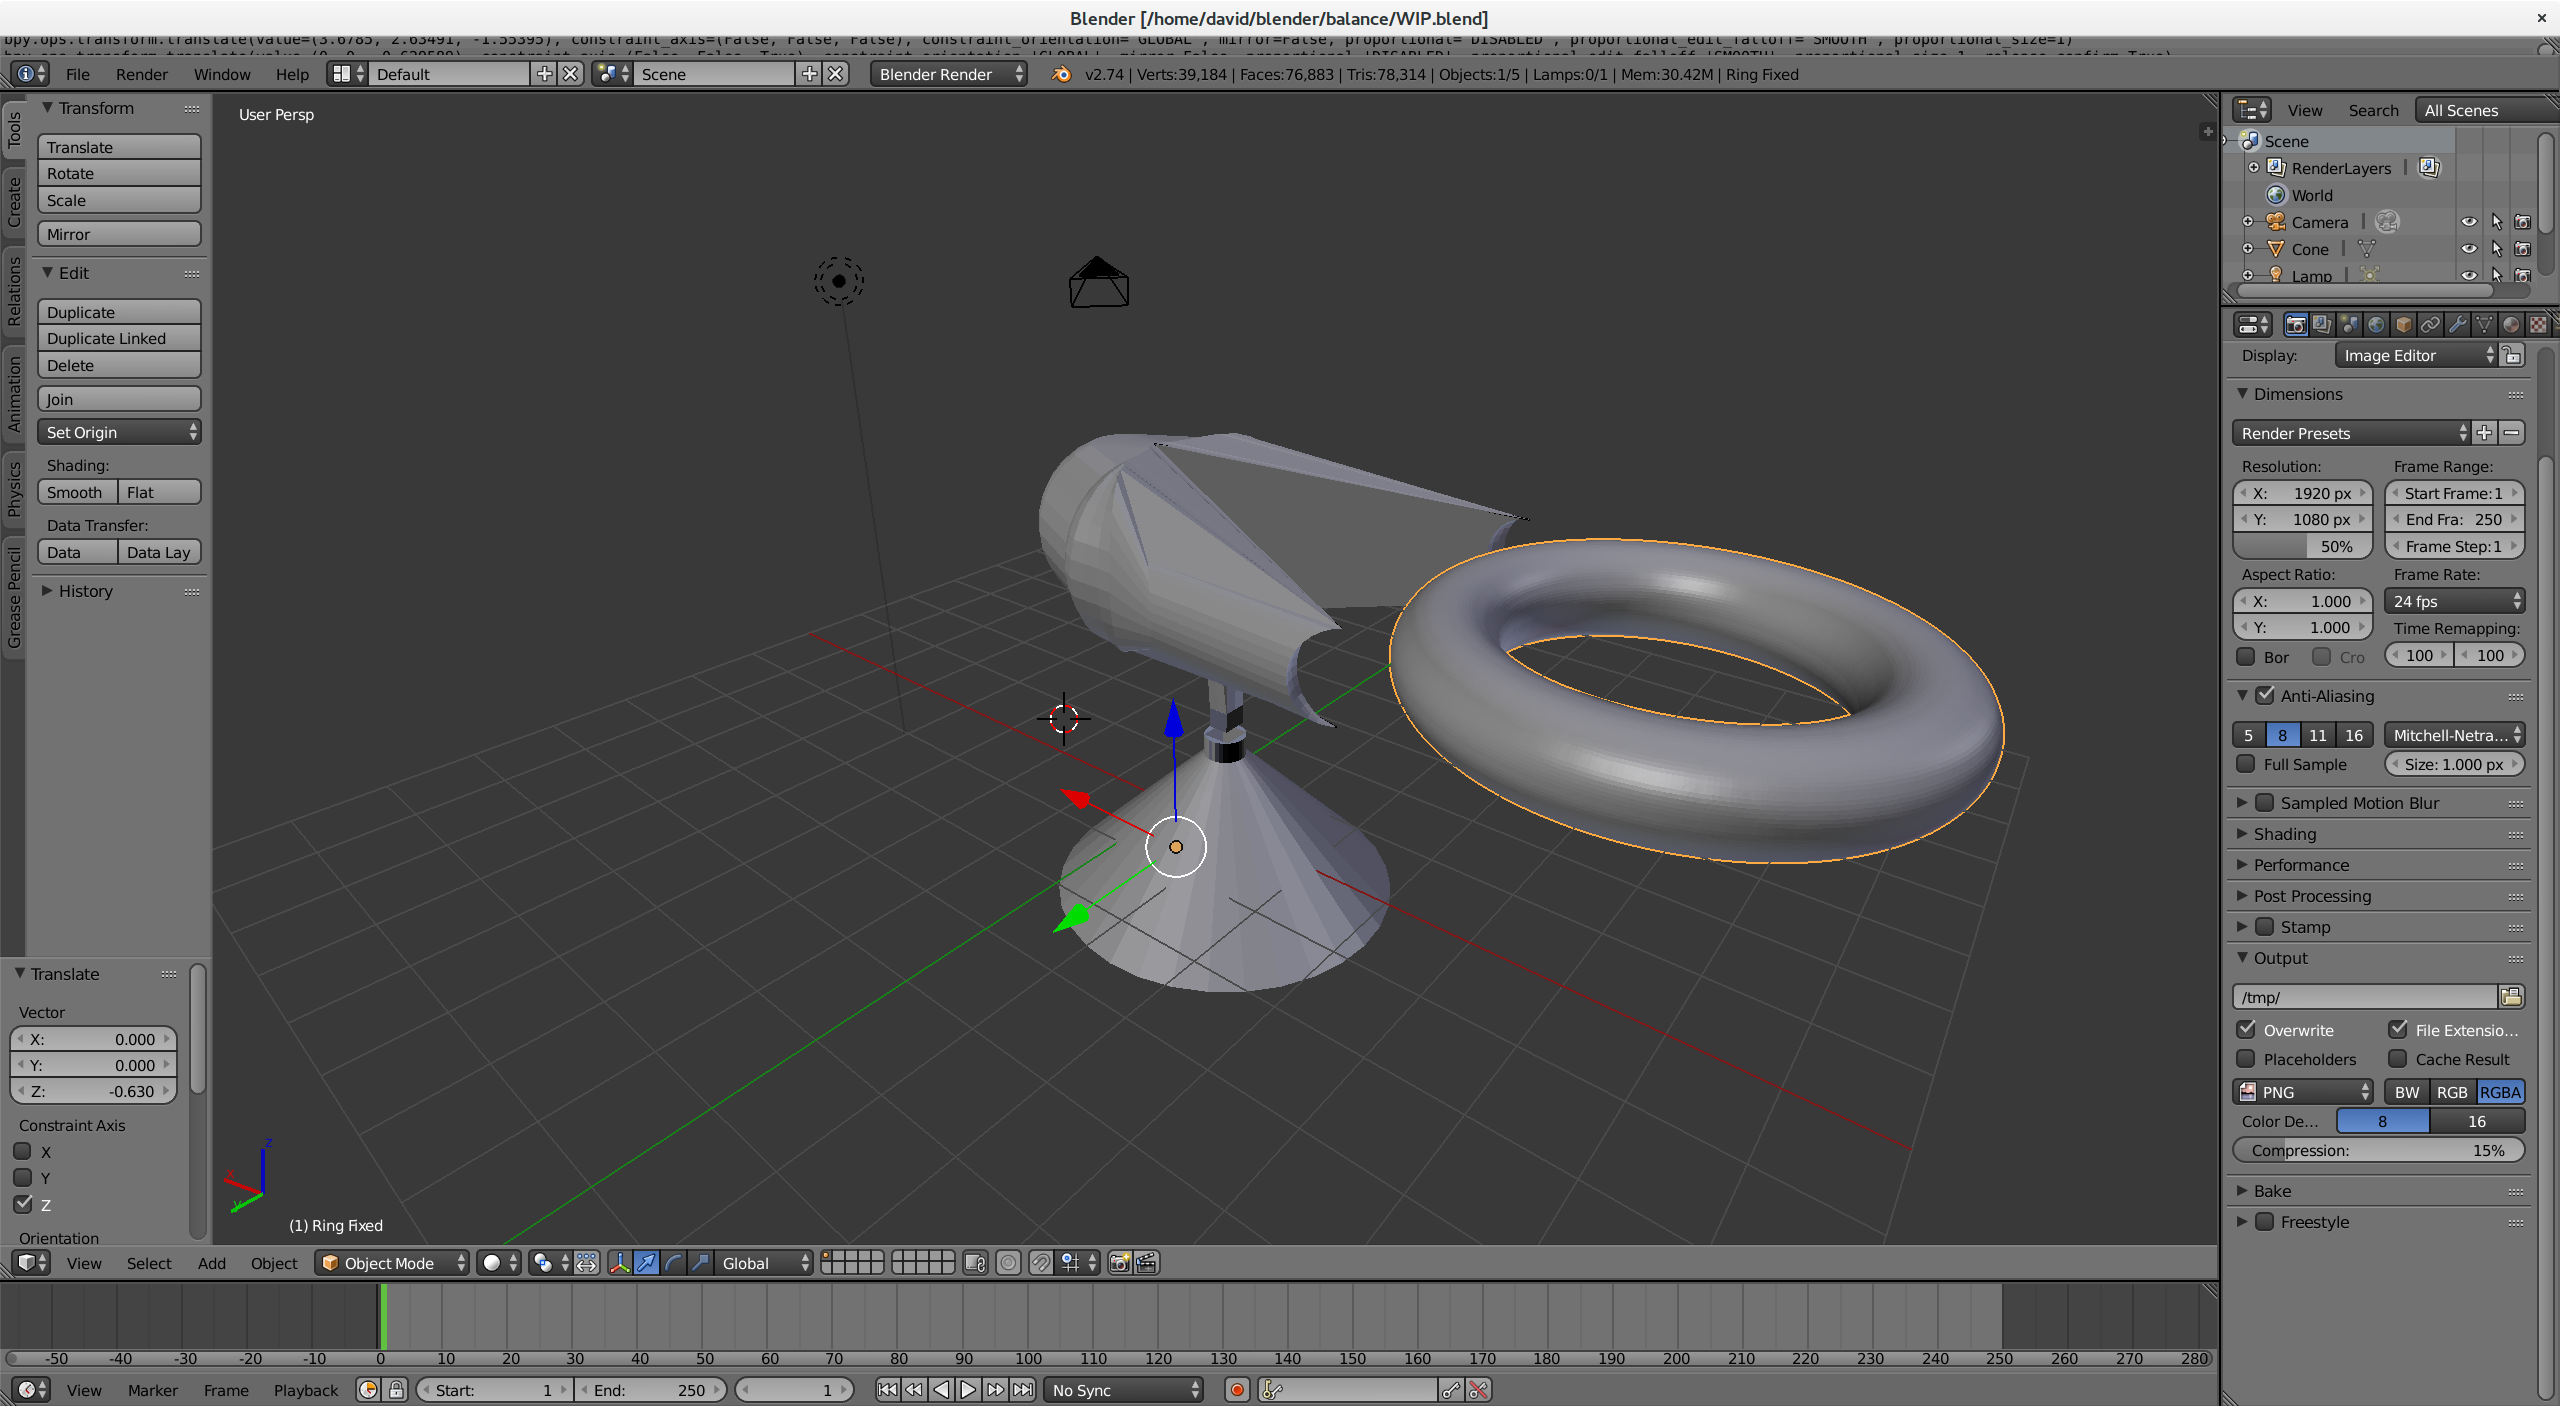 Blender [/home/david/blender/balance/WIP.blend]
bpy.ops.transform.translate(value=(3.6785, 2.63491, -1.55395), constraint_axis=(False, False, False), constraint_orientation='GLOBAL', mirror=False, proportional='DISABLED', proportional_edit_falloff='SMOOTH', proportional_size=1)
File Render Window Help Default Scene Blender Render v2.74 | Verts:39,184 | Faces:76,883 | Tris:78,314 | Objects:1/5 | Lamps:0/1 | Mem:30.42M | Ring Fixed
Tools
Create
Relations
Animation
Physics
Grease Pencil
Transform
Translate
Rotate
Scale
Mirror
Edit
Duplicate
Duplicate Linked
Delete
Join
Set Origin
Shading:
Smooth Flat
Data Transfer:
Data Data Lay
History
Translate
Vector
X: 0.000
Y: 0.000
Z: -0.630
Constraint Axis
X
Y
Z
Orientation
User Persp
z
x
y
(1) Ring Fixed
View Select Add Object Object Mode Global
-50 -40 -30 -20 -10 0 10 20 30 40 50 60 70 80 90 100 110 120 130 140 150 160 170 180 190 200 210 220 230 240 250 260 270 280
View Marker Frame Playback Start: 1 End: 250 1 No Sync
View Search All Scenes
Scene
RenderLayers
World
Camera
Cone
Lamp
Display: Image Editor
Dimensions
Render Presets
Resolution: Frame Range:
X: 1920 px Start Frame: 1
Y: 1080 px End Fra: 250
50% Frame Step: 1
Aspect Ratio: Frame Rate:
X: 1.000 24 fps
Y: 1.000 Time Remapping:
Bor Cro 100 100
Anti-Aliasing
5 8 11 16 Mitchell-Netra...
Full Sample Size: 1.000 px
Sampled Motion Blur
Shading
Performance
Post Processing
Stamp
Output
/tmp/
Overwrite File Extensio...
Placeholders Cache Result
PNG BW RGB RGBA
Color De... 8 16
Compression: 15%
Bake
Freestyle